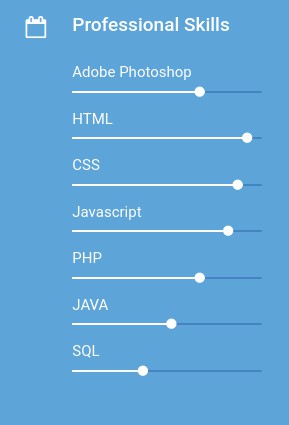 Professional Skills
Adobe Photoshop
HTML
CSS
Javascript
PHP
JAVA
SQL